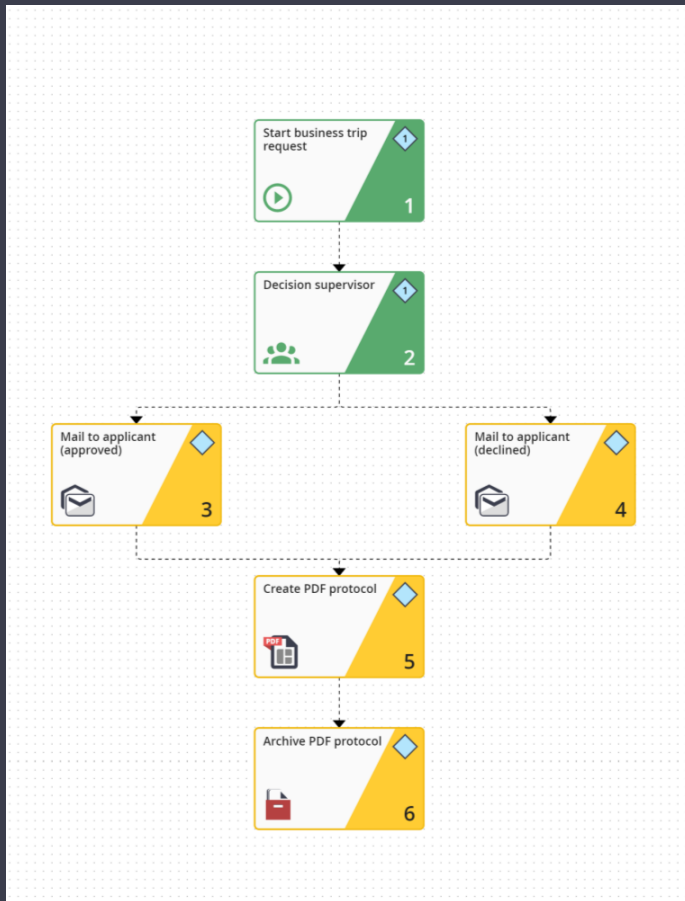 Start business trip
request
1
1
Decision supervisor
1
2
Mail to applicant
(approved)
3
Mail to applicant
(declined)
4
Create PDF protocol
PDF
5
Archive PDF protocol
6